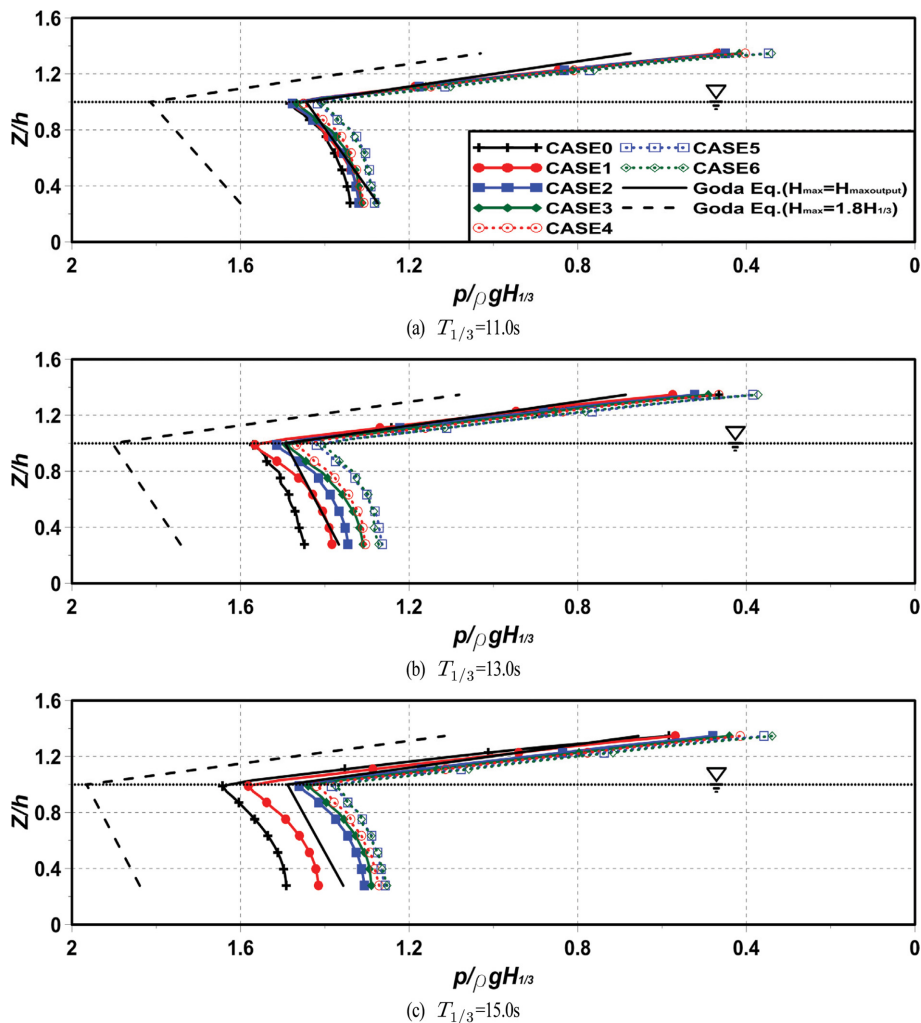 1.6
1.2
0.8
0.4
0
Z/h
CASE0
CASE1
CASE2
CASE3
CASE4
CASE5
CASE6
Goda Eq.(Hmax=Hmaxoutput)
Goda Eq.(Hmax=1.8H1/3)
2 1.6 1.2 0.8 0.4 0
p/ρgH1/3
(a) T1/3=11.0s
1.6
1.2
0.8
0.4
0
Z/h
2 1.6 1.2 0.8 0.4 0
p/ρgH1/3
(b) T1/3=13.0s
1.6
1.2
0.8
0.4
0
Z/h
2 1.6 1.2 0.8 0.4 0
p/ρgH1/3
(c) T1/3=15.0s